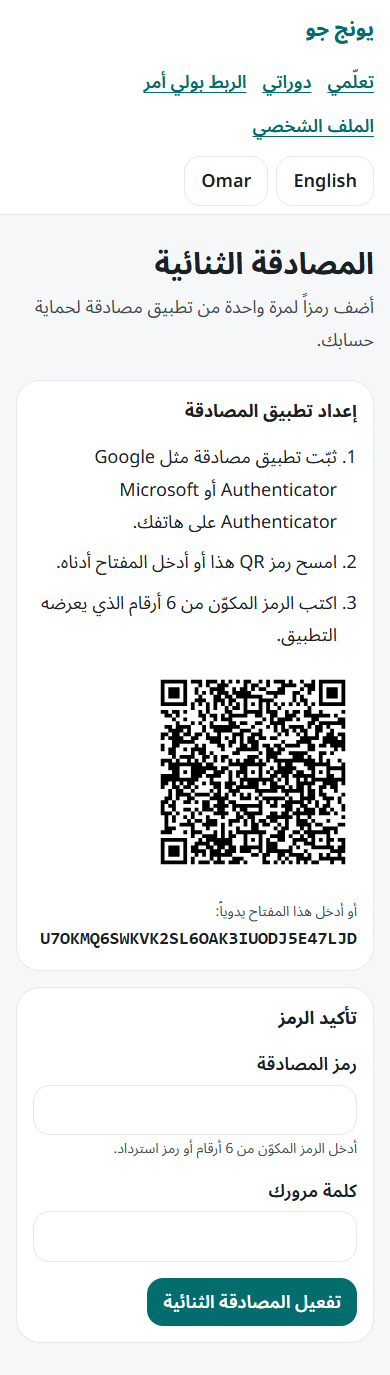 يونج جو
تعلّمي دوراتي الربط بولي أمر
الملف الشخصي
English Omar
المصادقة الثنائية
أضف رمزاً لمرة واحدة من تطبيق مصادقة لحماية
حسابك.
إعداد تطبيق المصادقة
1. ثبّت تطبيق مصادقة مثل Google
Authenticator أو Microsoft
Authenticator على هاتفك.
2. امسح رمز QR هذا أو أدخل المفتاح أدناه.
3. اكتب الرمز المكوّن من 6 أرقام الذي يعرضه
التطبيق.
أو أدخل هذا المفتاح يدوياً:
U7OKMQ6SWKVK2SL6OAK3IUODJ5E47LJD
تأكيد الرمز
رمز المصادقة
أدخل الرمز المكوّن من 6 أرقام أو رمز استرداد.
كلمة مرورك
تفعيل المصادقة الثنائية